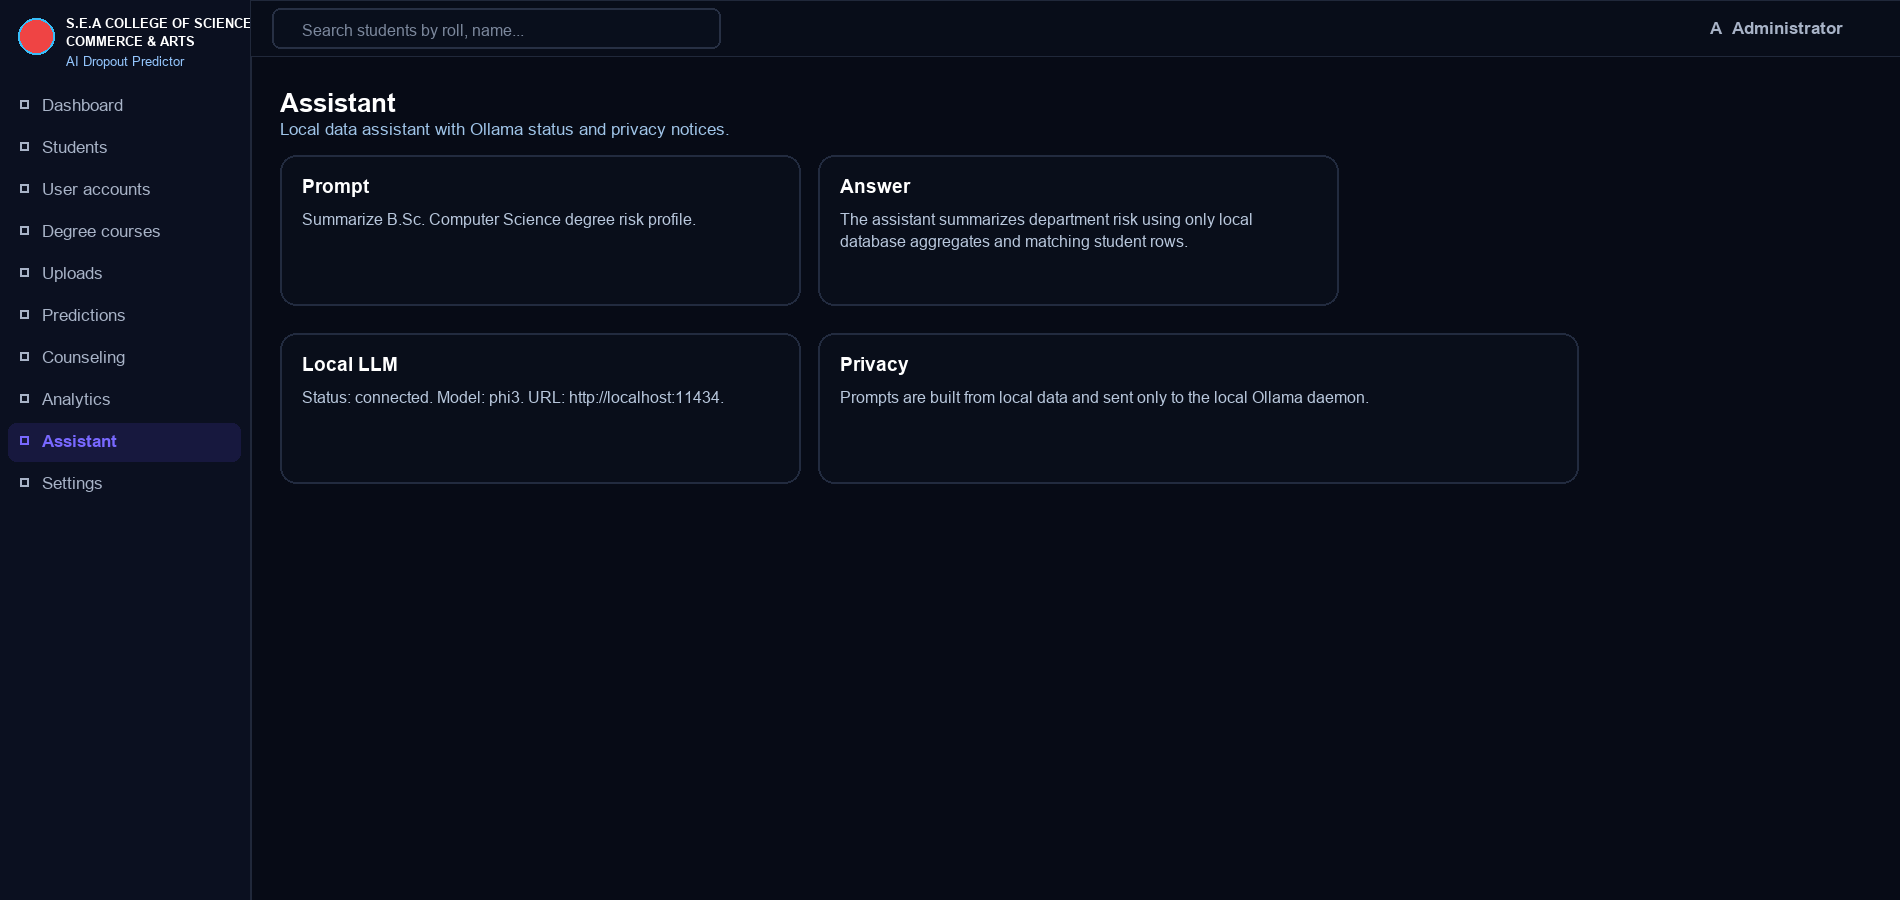 S.E.A COLLEGE OF SCIENCE
COMMERCE & ARTS
AI Dropout Predictor
Dashboard
Students
User accounts
Degree courses
Uploads
Predictions
Counseling
Analytics
Assistant
Settings
Search students by roll, name...
A Administrator
Assistant
Local data assistant with Ollama status and privacy notices.
Prompt
Summarize B.Sc. Computer Science degree risk profile.
Answer
The assistant summarizes department risk using only local
database aggregates and matching student rows.
Local LLM
Status: connected. Model: phi3. URL: http://localhost:11434.
Privacy
Prompts are built from local data and sent only to the local Ollama daemon.